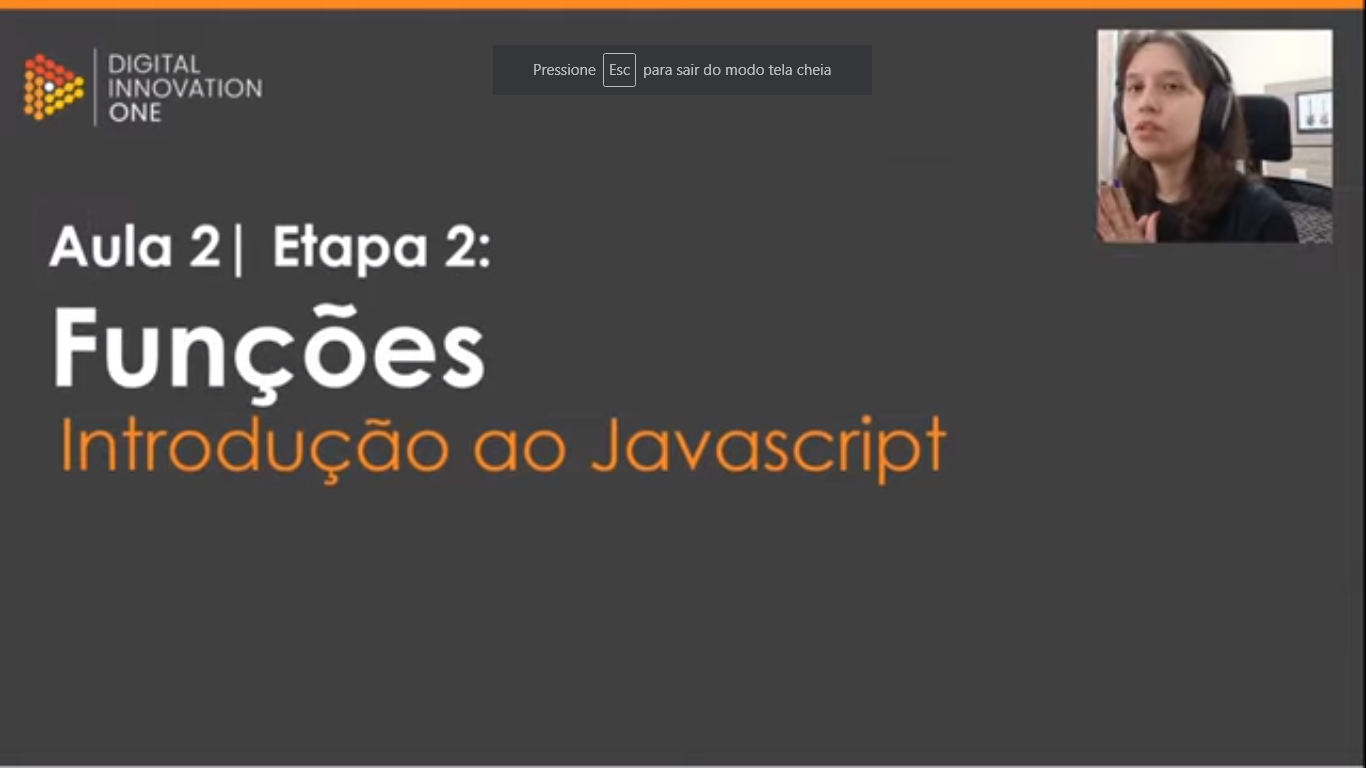 DIGITAL
INNOVATION
ONE
Pressione Esc para sair do modo tela cheia
Aula 2| Etapa 2:
Funções
Introdução ao Javascript